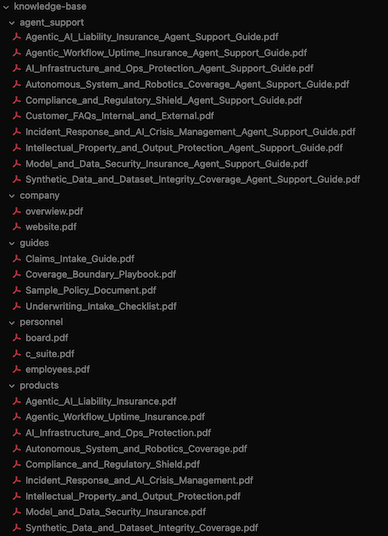 knowledge-base
agent_support
Agentic_AI_Liability_Insurance_Agent_Support_Guide.pdf
Agentic_Workflow_Uptime_Insurance_Agent_Support_Guide.pdf
AI_Infrastructure_and_Ops_Protection_Agent_Support_Guide.pdf
Autonomous_System_and_Robotics_Coverage_Agent_Support_Guide.pdf
Compliance_and_Regulatory_Shield_Agent_Support_Guide.pdf
Customer_FAQs_Internal_and_External.pdf
Incident_Response_and_AI_Crisis_Management_Agent_Support_Guide.pdf
Intellectual_Property_and_Output_Protection_Agent_Support_Guide.pdf
Model_and_Data_Security_Insurance_Agent_Support_Guide.pdf
Synthetic_Data_and_Dataset_Integrity_Coverage_Agent_Support_Guide.pdf
company
overwiew.pdf
website.pdf
guides
Claims_Intake_Guide.pdf
Coverage_Boundary_Playbook.pdf
Sample_Policy_Document.pdf
Underwriting_Intake_Checklist.pdf
personnel
board.pdf
c_suite.pdf
employees.pdf
products
Agentic_AI_Liability_Insurance.pdf
Agentic_Workflow_Uptime_Insurance.pdf
AI_Infrastructure_and_Ops_Protection.pdf
Autonomous_System_and_Robotics_Coverage.pdf
Compliance_and_Regulatory_Shield.pdf
Incident_Response_and_AI_Crisis_Management.pdf
Intellectual_Property_and_Output_Protection.pdf
Model_and_Data_Security_Insurance.pdf
Synthetic_Data_and_Dataset_Integrity_Coverage.pdf